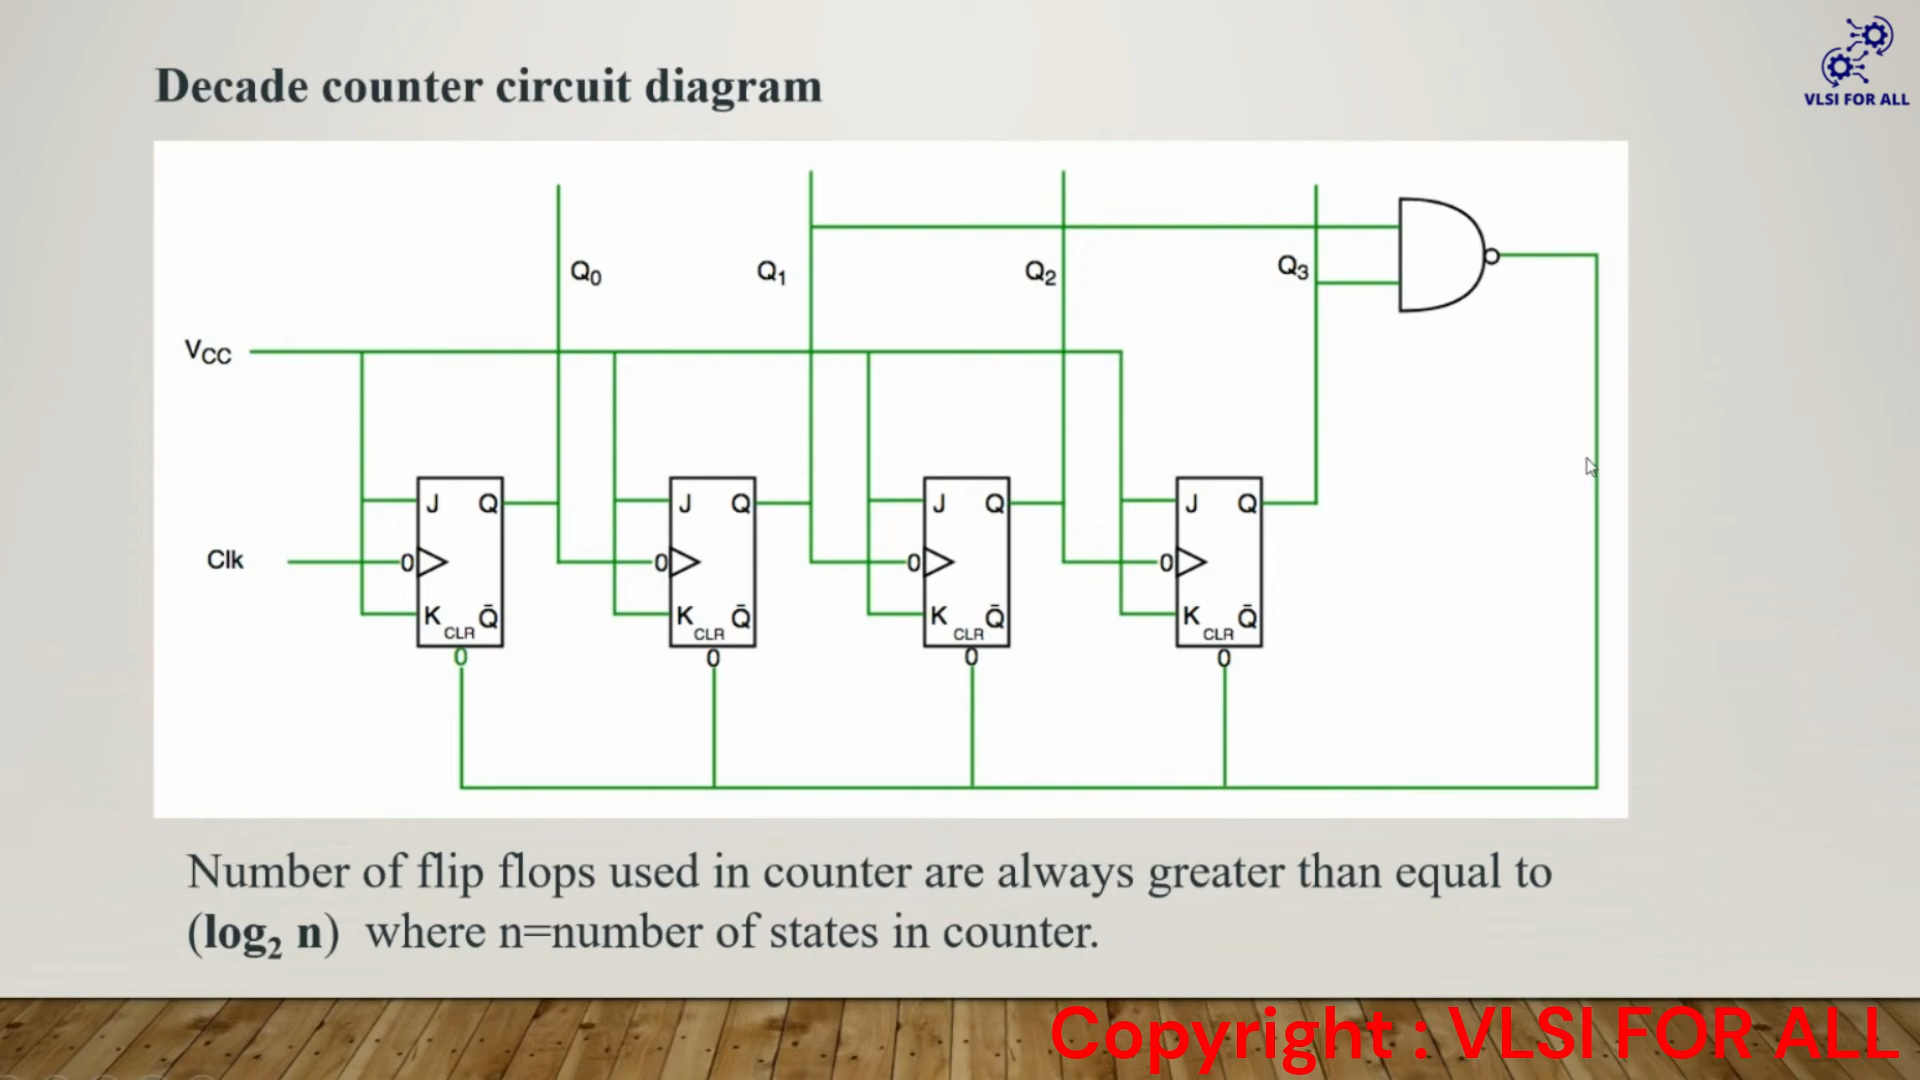 Decade counter circuit diagram
VLSI FOR ALL
Q0
Q1
Q2
Q3
VCC
Clk
J Q
J Q
J Q
J Q
0
0
0
0
K CLR Q̄
K CLR Q̄
K CLR Q̄
K CLR Q̄
0
0
0
0
Number of flip flops used in counter are always greater than equal to
(log2 n) where n=number of states in counter.
Copyright : VLSI FOR ALL